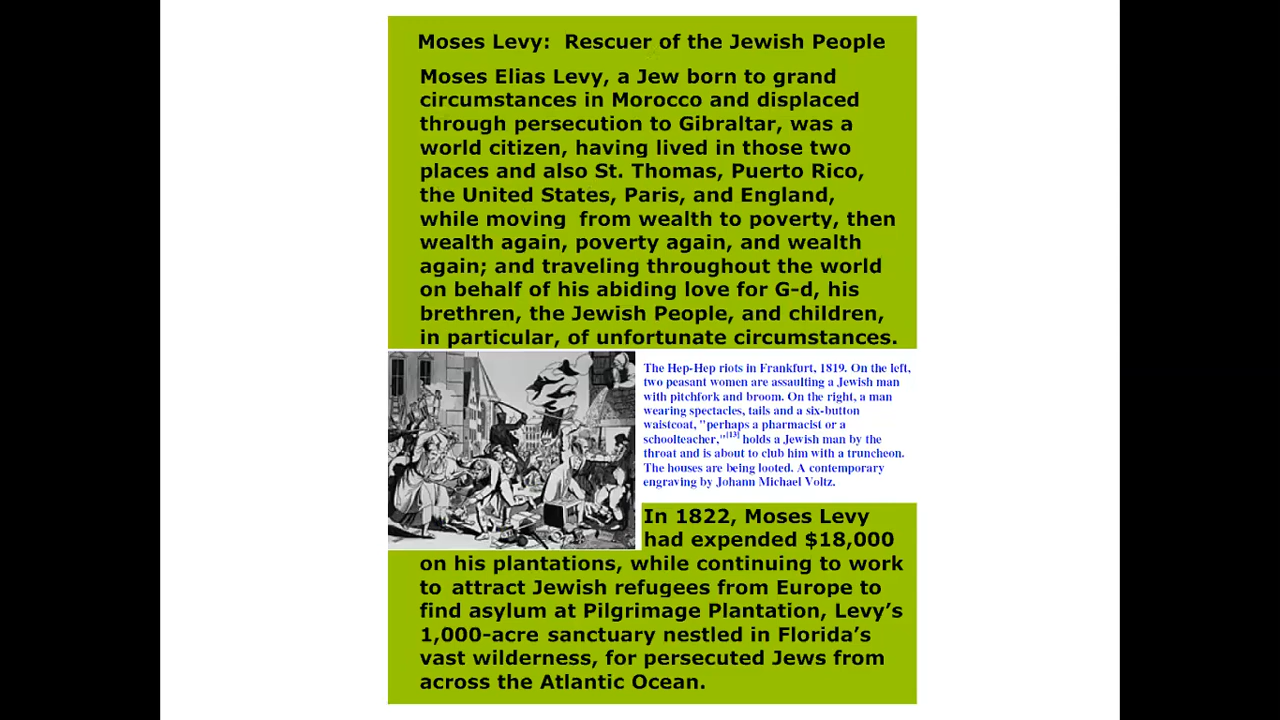 Moses Levy:  Rescuer of the Jewish People
Moses Elias Levy, a Jew born to grand
circumstances in Morocco and displaced
through persecution to Gibraltar, was a
world citizen, having lived in those two
places and also St. Thomas, Puerto Rico,
the United States, Paris, and England,
while moving  from wealth to poverty, then
wealth again, poverty again, and wealth
again; and traveling throughout the world
on behalf of his abiding love for G-d, his
brethren, the Jewish People, and children,
in particular, of unfortunate circumstances.
The Hep-Hep riots in Frankfurt, 1819. On the left,
two peasant women are assaulting a Jewish man
with pitchfork and broom. On the right, a man
wearing spectacles, tails and a six-button
waistcoat, "perhaps a pharmacist or a
schoolteacher,"[13] holds a Jewish man by the
throat and is about to club him with a truncheon.
The houses are being looted. A contemporary
engraving by Johann Michael Voltz.
In 1822, Moses Levy
had expended $18,000
on his plantations, while continuing to work
to attract Jewish refugees from Europe to
find asylum at Pilgrimage Plantation, Levy’s
1,000-acre sanctuary nestled in Florida’s
vast wilderness, for persecuted Jews from
across the Atlantic Ocean.